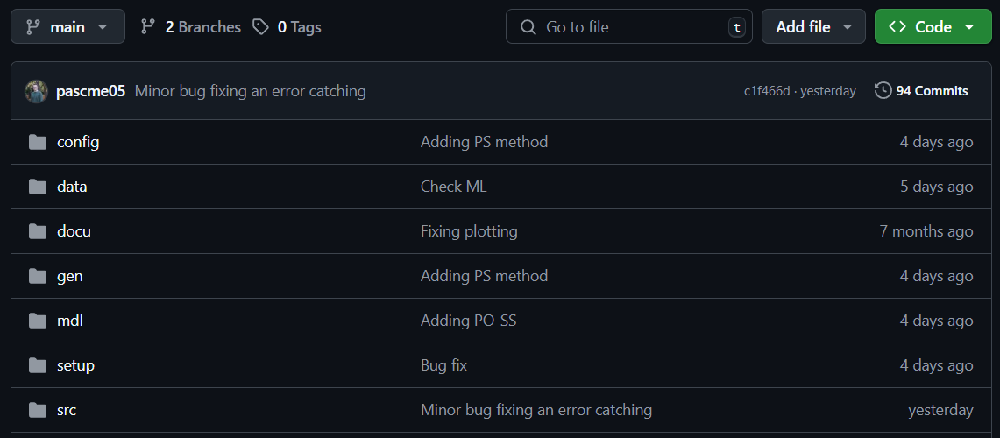 main 2 Branches 0 Tags Go to file t Add file Code
pascme05 Minor bug fixing an error catching c1f466d · yesterday 94 Commits
config Adding PS method 4 days ago
data Check ML 5 days ago
docu Fixing plotting 7 months ago
gen Adding PS method 4 days ago
mdl Adding PO-SS 4 days ago
setup Bug fix 4 days ago
src Minor bug fixing an error catching yesterday